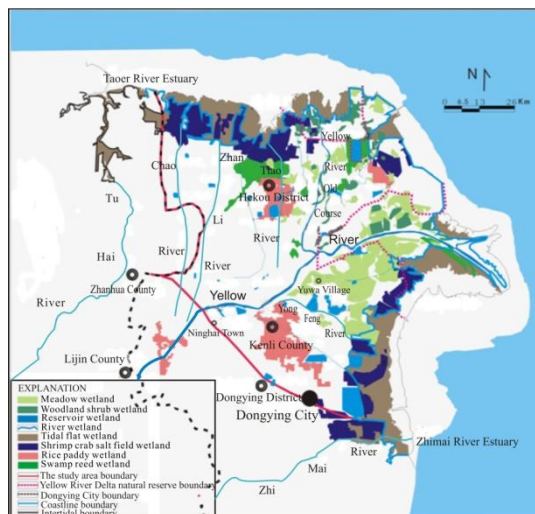 Taoer River Estuary
N
0 6.5 13 26 Km
Yellow
Chao
Zhan
Tiao
River
Hekou District
Old
Tu
Li
Course
River
River
River
River
Hai
Zhanhua County
Yellow
Yuwa Village
River
Yong
Ninghai Town
Feng
Kenli County
River
Lijin County
Dongying District
Dongying City
Zhimai River Estuary
River
Mai
Zhi
EXPLANATION
Meadow wetland
Woodland shrub wetland
Reservoir wetland
River wetland
Tidal flat wetland
Shrimp crab salt field wetland
Rice paddy wetland
Swamp reed wetland
The study area boundary
Yellow River Delta natural reserve boundary
Dongying City boundary
Coastline boundary
Intertidal boundary